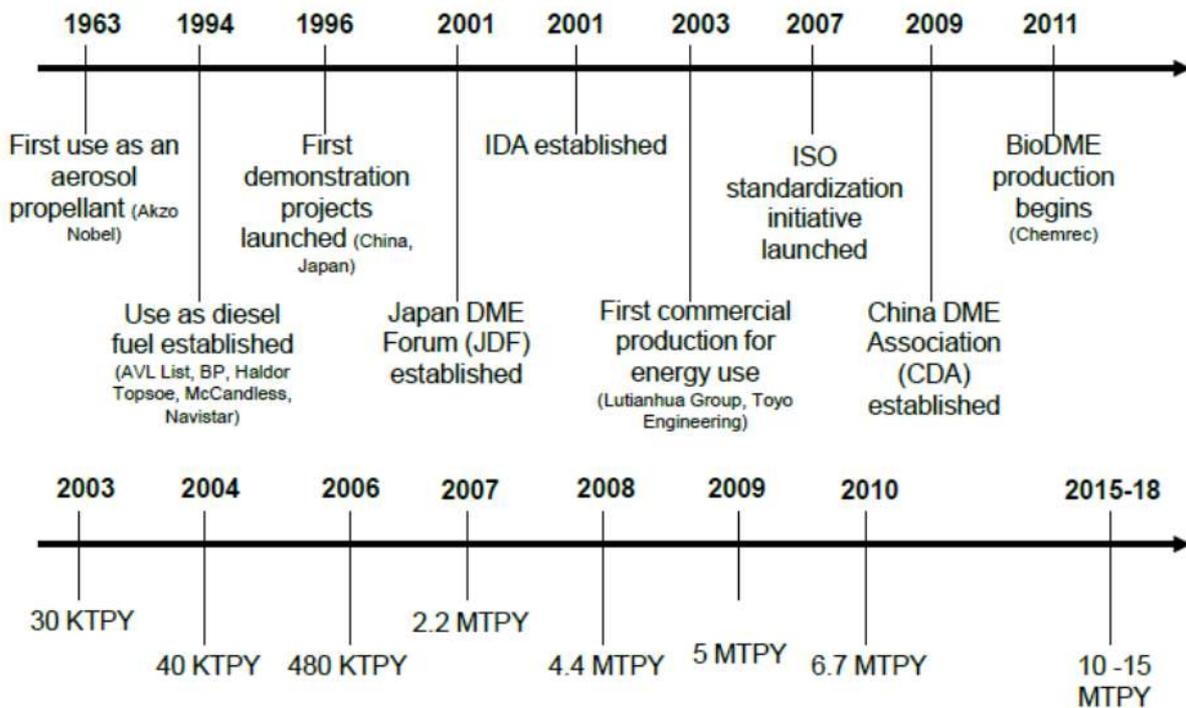 1963 1994 1996 2001 2001 2003 2007 2009 2011
First use as an
aerosol
propellant (Akzo
Nobel)
Use as diesel
fuel established
(AVL List, BP, Haldor
Topsoe, McCandless,
Navistar)
First
demonstration
projects
launched (China,
Japan)
Japan DME
Forum (JDF)
established
IDA established
First commercial
production for
energy use
(Lutianhua Group, Toyo
Engineering)
ISO
standardization
initiative
launched
China DME
Association
(CDA)
established
BioDME
production
begins
(Chemrec)
2003 2004 2006 2007 2008 2009 2010 2015-18
30 KTPY
40 KTPY
480 KTPY
2.2 MTPY
4.4 MTPY
5 MTPY
6.7 MTPY
10 -15
MTPY